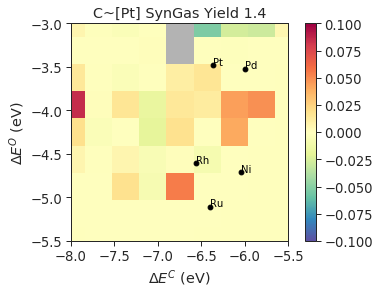 C~[Pt] SynGas Yield 1.4
ΔE^O (eV)
−3.0
−3.5
−4.0
−4.5
−5.0
−5.5
Pt
Pd
Rh
Ni
Ru
−8.0 −7.5 −7.0 −6.5 −6.0 −5.5
ΔE^C (eV)
0.100
0.075
0.050
0.025
0.000
−0.025
−0.050
−0.075
−0.100